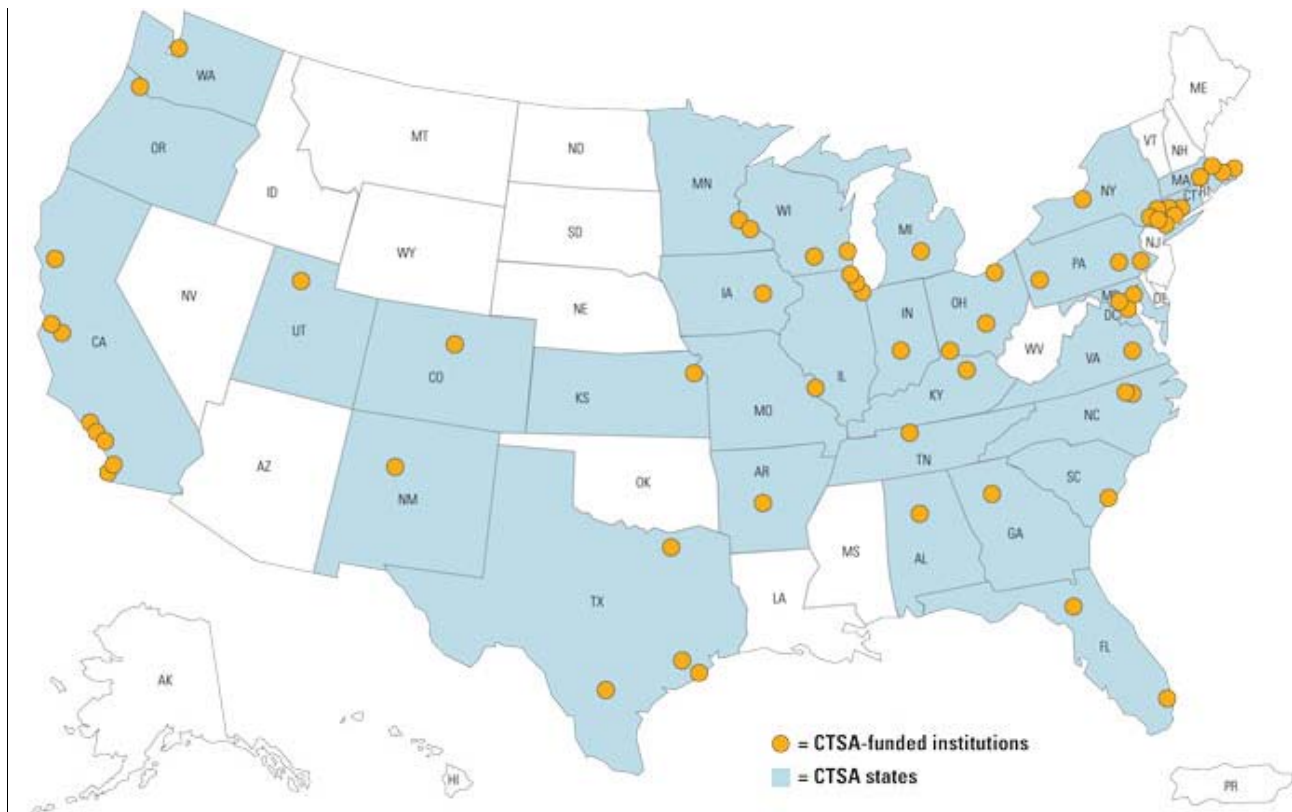 WA
ME
MT
ND
VT
NH
OR
MN
NY
MA
RI
ID
WI
CT
SD
MI
WY
NJ
PA
IA
NE
OH
MD
DE
NV
IN
DC
UT
IL
WV
CA
CO
VA
KS
MO
KY
NC
TN
AZ
OK
AR
NM
SC
MS
AL
GA
TX
LA
FL
AK
= CTSA-funded institutions
= CTSA states
HI
PR